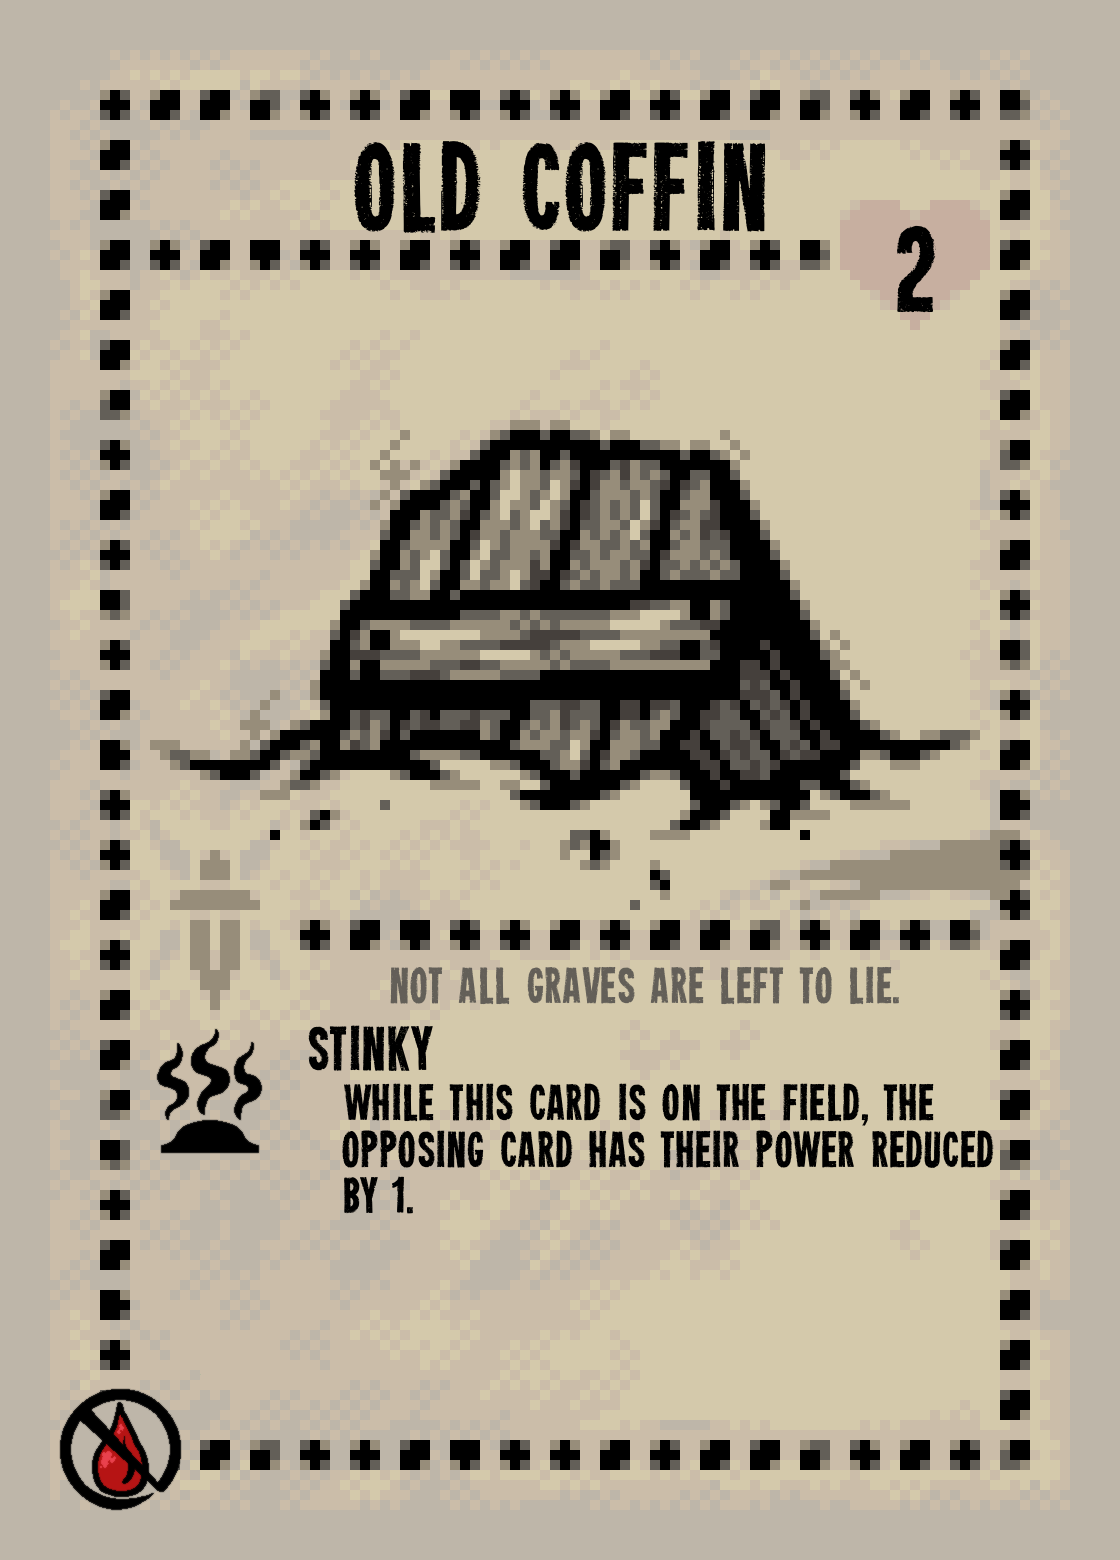 OLD COFFIN
2
NOT ALL GRAVES ARE LEFT TO LIE.
STINKY
WHILE THIS CARD IS ON THE FIELD, THE
OPPOSING CARD HAS THEIR POWER REDUCED
BY 1.